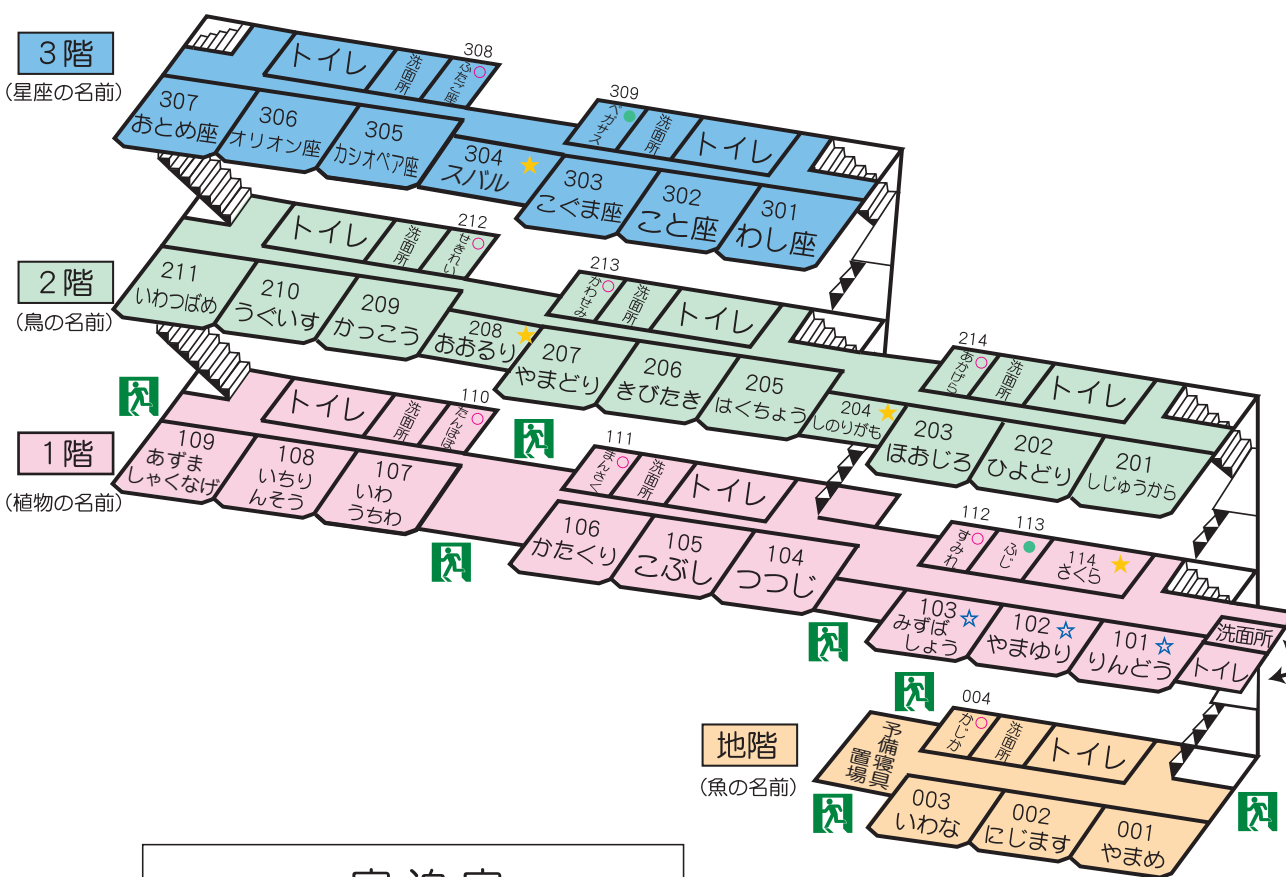 3階
(星座の名前)
トイレ
洗面所
308
ふたご座
309
ペガサス
洗面所
トイレ
307
おとめ座
306
オリオン座
305
カシオペア座
304
スバル
303
こぐま座
302
こと座
301
わし座
2階
(鳥の名前)
トイレ
洗面所
212
せきれい
213
かわせみ
洗面所
トイレ
214
あかげら
洗面所
トイレ
211
いわつばめ
210
うぐいす
209
かっこう
208
おおるり
207
やまどり
206
きびたき
205
はくちょう
204
しのりがも
203
ほおじろ
202
ひよどり
201
しじゅうから
1階
(植物の名前)
トイレ
洗面所
110
たんぽぽ
111
まんさく
洗面所
トイレ
112
すみれ
113
ふじ
114
さくら
109
あずま
しゃくなげ
108
いちり
んそう
107
いわ
うちわ
106
かたくり
105
こぶし
104
つつじ
103
みずば
しょう
102
やまゆり
101
りんどう
洗面所
トイレ
地階
(魚の名前)
予備寝具
置場
004
かじか
洗面所
トイレ
003
いわな
002
にじます
001
やまめ